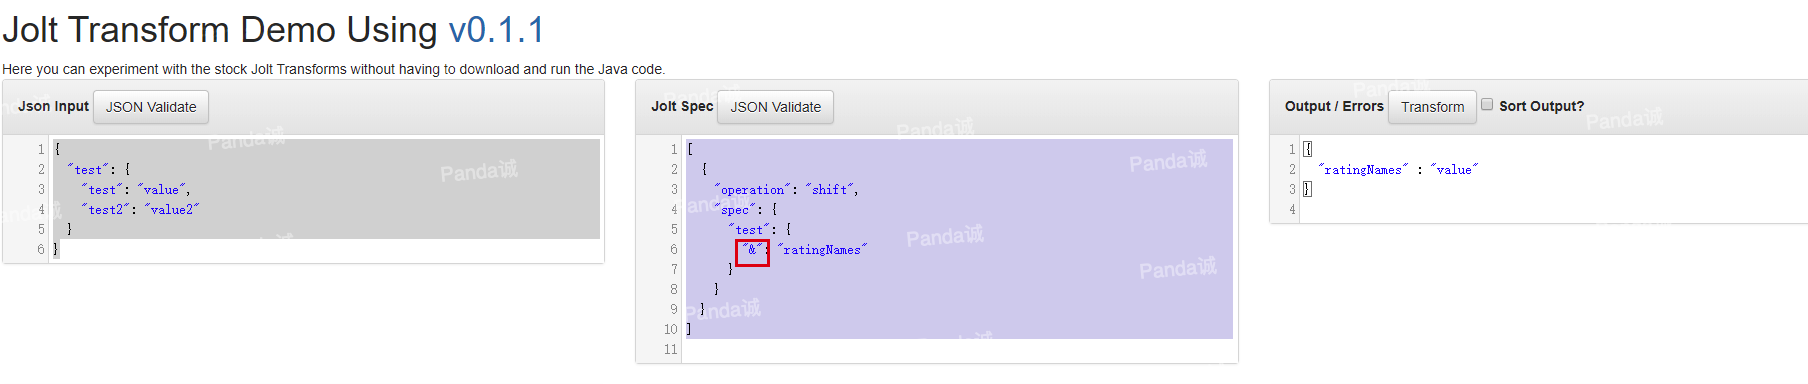 Jolt Transform Demo Using v0.1.1
Here you can experiment with the stock Jolt Transforms without having to download and run the Java code.
Json Input JSON Validate
1 {
2 "test": {
3 "test": "value",
4 "test2": "value2"
5 }
6 }
Jolt Spec JSON Validate
1 [
2 {
3 "operation": "shift",
4 "spec": {
5 "test": {
6 "&": "ratingNames"
7 }
8 }
9 }
10 ]
11
Output / Errors Transform Sort Output?
1 {
2 "ratingNames" : "value"
3 }
4
Panda诚
Panda诚
Panda诚
Panda诚
Panda诚
Panda诚
Panda诚
Panda诚